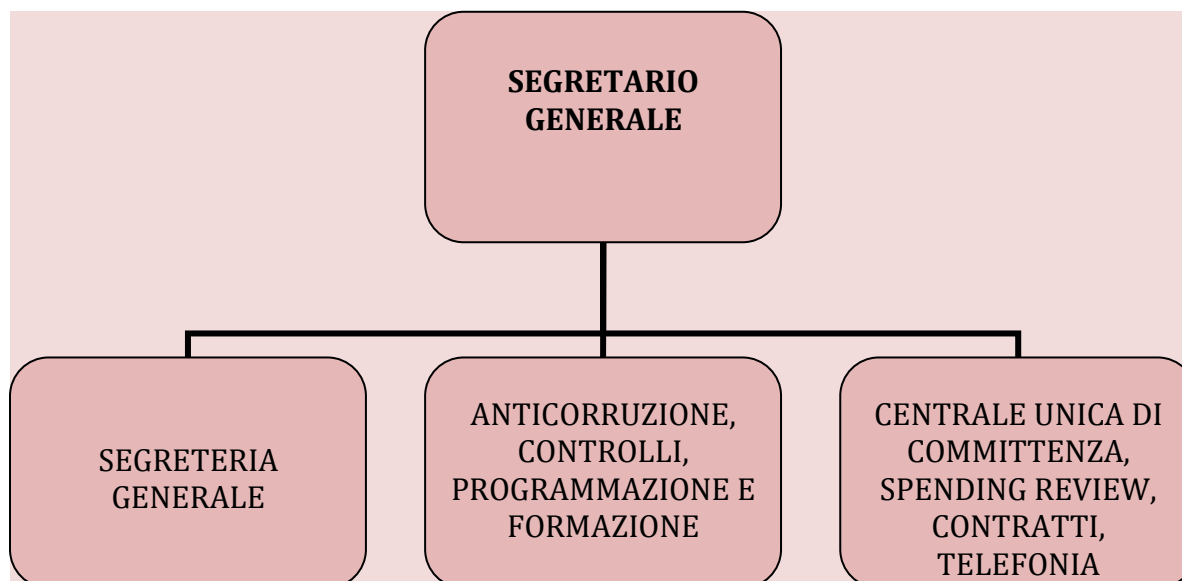 SEGRETARIO
GENERALE
SEGRETERIA
GENERALE
ANTICORRUZIONE,
CONTROLLI,
PROGRAMMAZIONE E
FORMAZIONE
CENTRALE UNICA DI
COMMITTENZA,
SPENDING REVIEW,
CONTRATTI,
TELEFONIA